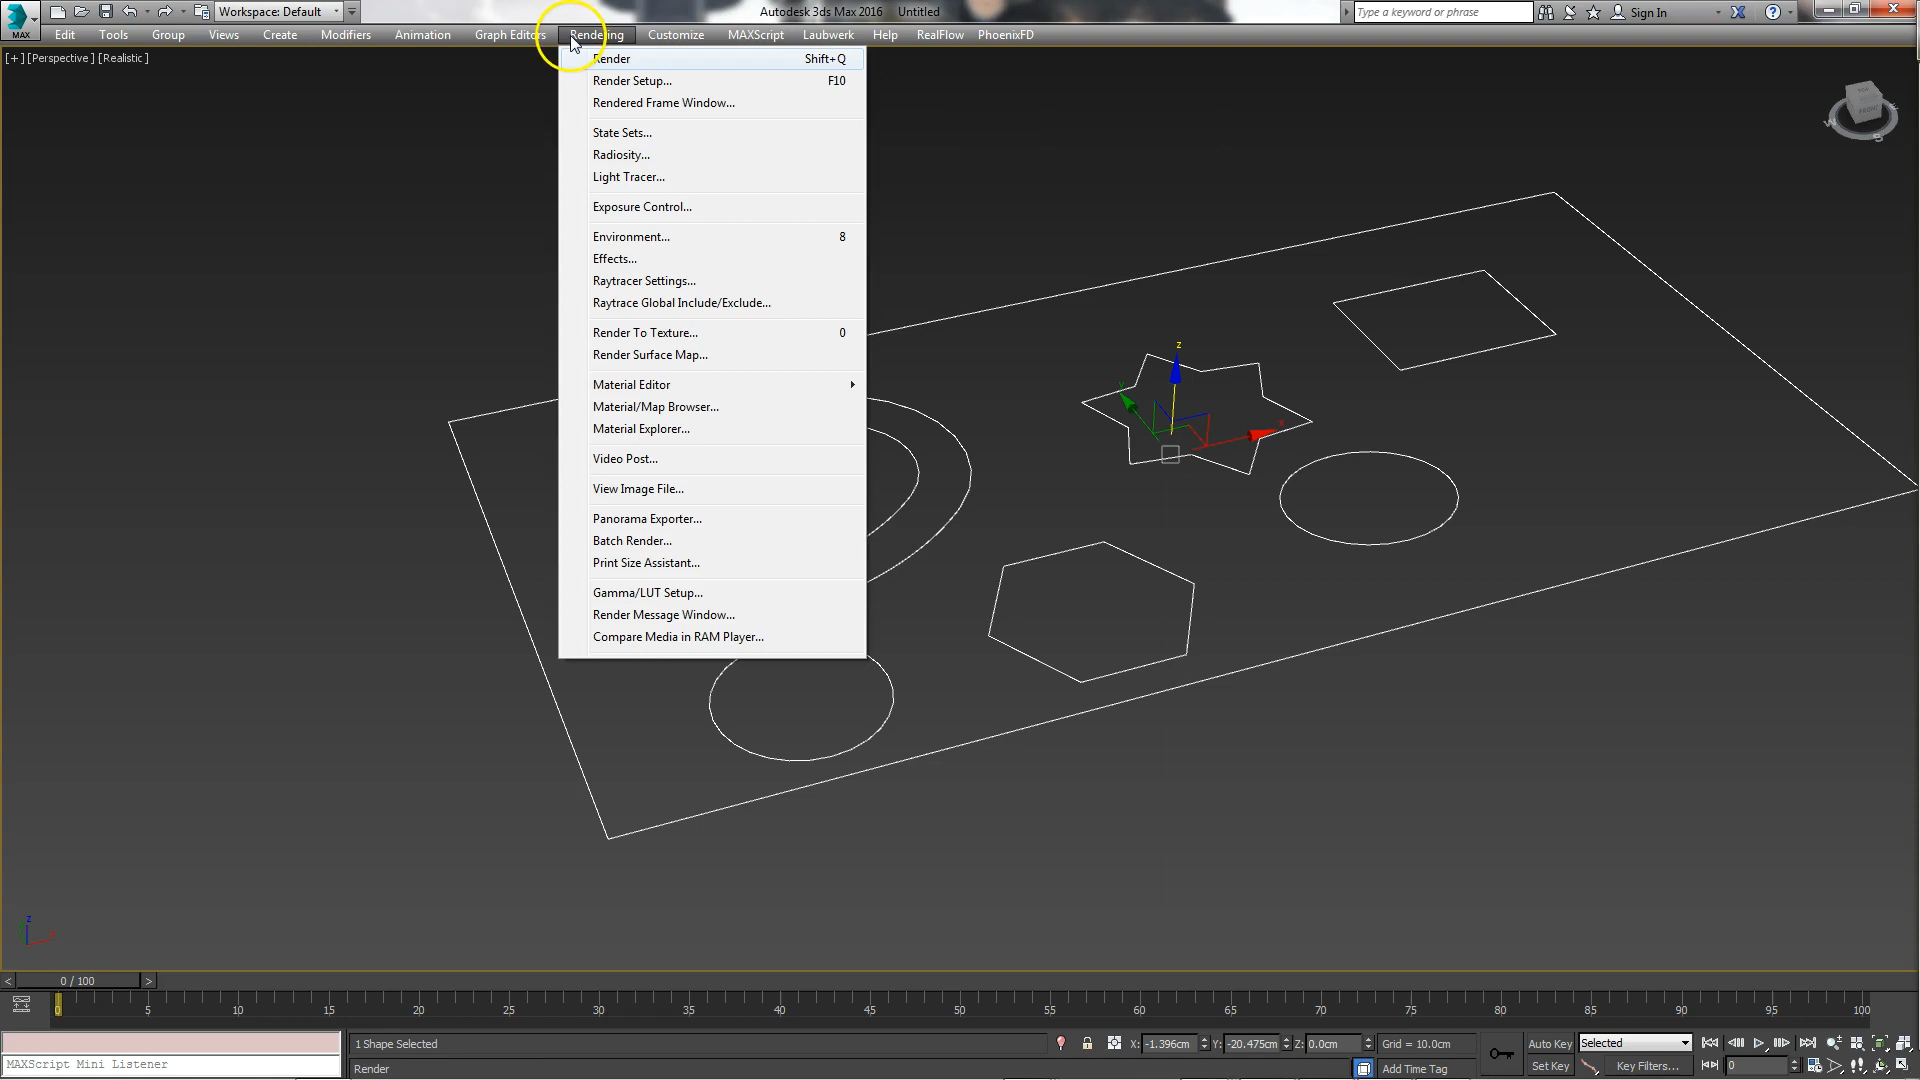 Workspace: Default
Autodesk 3ds Max 2016 Untitled
Type a keyword or phrase
Sign In
MAX
Edit Tools Group Views Create Modifiers Animation Graph Editors Rendering Customize MAXScript Laubwerk Help RealFlow PhoenixFD
[+] [Perspective ] [Realistic ]
Render Shift+Q
Render Setup... F10
Rendered Frame Window...
State Sets...
Radiosity...
Light Tracer...
Exposure Control...
Environment... 8
Effects...
Raytracer Settings...
Raytrace Global Include/Exclude...
Render To Texture... 0
Render Surface Map...
Material Editor
Material/Map Browser...
Material Explorer...
Video Post...
View Image File...
Panorama Exporter...
Batch Render...
Print Size Assistant...
Gamma/LUT Setup...
Render Message Window...
Compare Media in RAM Player...
TOP
FRONT
W S
z
y
x
z
x
< 0 / 100 >
0 5 10 15 20 25 30 35 40 45 50 55 60 65 70 75 80 85 90 95 100
1 Shape Selected X: -1.396cm Y: -20.475cm Z: 0.0cm Grid = 10.0cm Auto Key Selected
MAXScript Mini Listener Render Add Time Tag Set Key Key Filters... 0